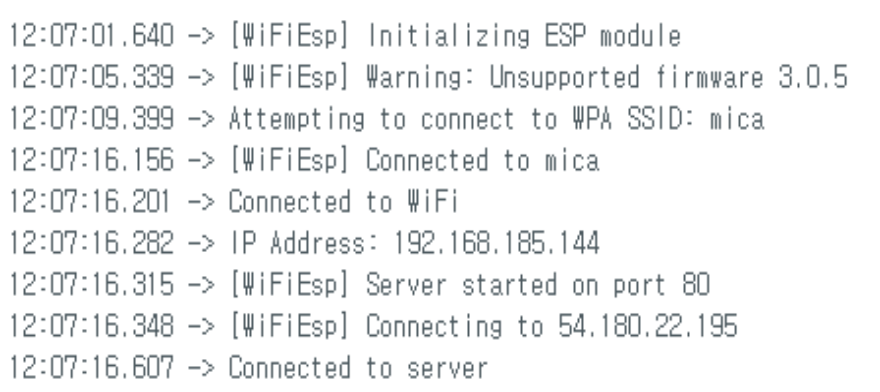 12:07:01.640 -> [WiFiEsp] Initializing ESP module
12:07:05.339 -> [WiFiEsp] Warning: Unsupported firmware 3.0.5
12:07:09.399 -> Attempting to connect to WPA SSID: mica
12:07:16.156 -> [WiFiEsp] Connected to mica
12:07:16.201 -> Connected to WiFi
12:07:16.282 -> IP Address: 192.168.185.144
12:07:16.315 -> [WiFiEsp] Server started on port 80
12:07:16.348 -> [WiFiEsp] Connecting to 54.180.22.195
12:07:16.607 -> Connected to server